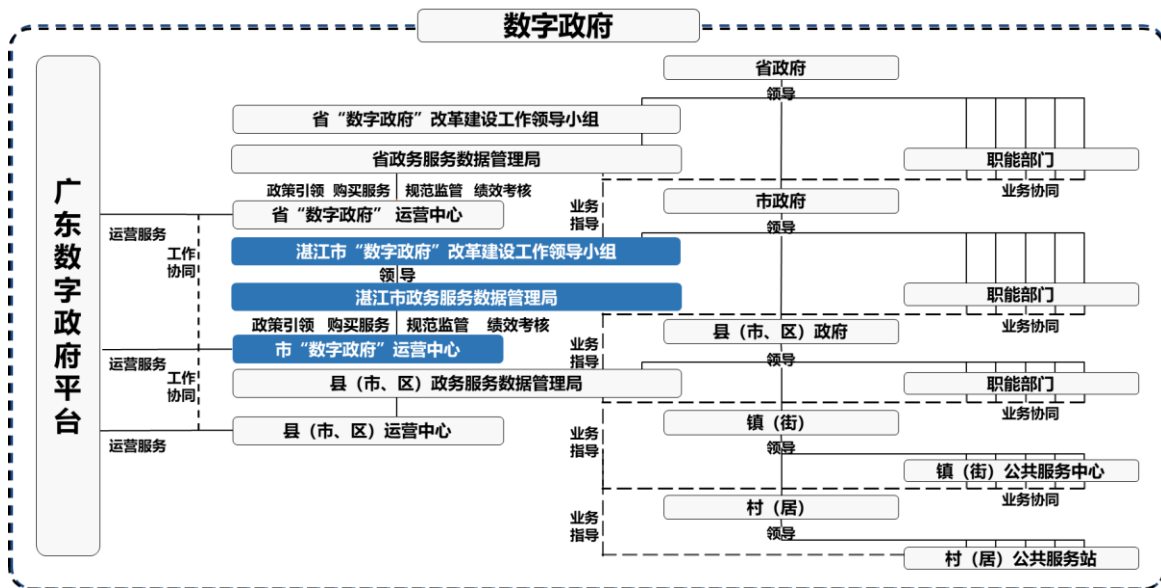 数字政府
广东数字政府平台
省政府
领导
省“数字政府”改革建设工作领导小组
省政务服务数据管理局
职能部门
政策引领 购买服务 规范监管 绩效考核
业务协同
省“数字政府” 运营中心
业务
指导
市政府
运营服务
领导
工作
协同
湛江市“数字政府”改革建设工作领导小组
领导
湛江市政务服务数据管理局
职能部门
政策引领 购买服务 规范监管 绩效考核
业务协同
县（市、区）政府
市“数字政府”运营中心
业务
指导
运营服务
领导
工作
协同
县（市、区）政务服务数据管理局
职能部门
业务协同
县（市、区）运营中心
镇（街）
运营服务
业务
指导
领导
镇（街）公共服务中心
业务协同
村（居）
业务
指导
领导
村（居）公共服务站